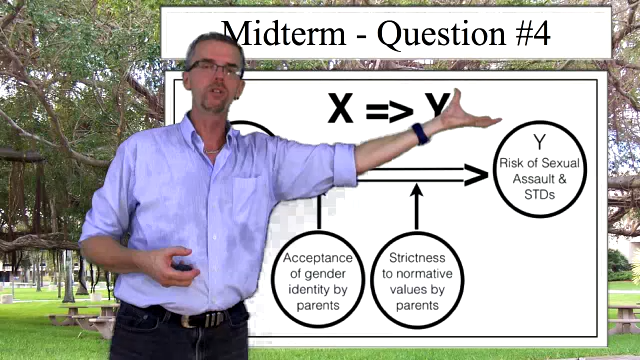 Midterm - Question #4
X => Y
Y
Risk of Sexual
Assault &
STDs
Acceptance
of gender
identity by
parents
Strictness
to normative
values by
parents